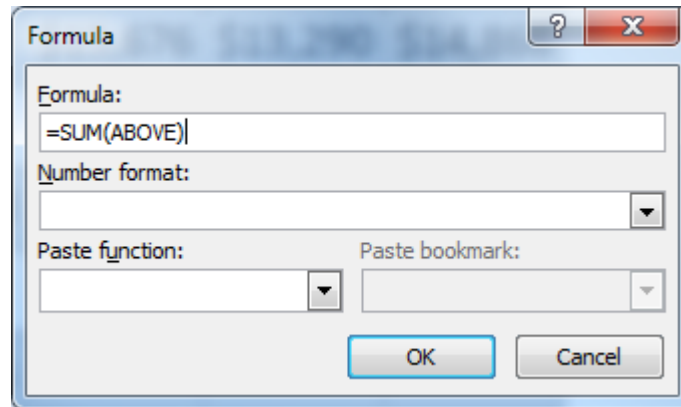 Formula
Formula:
=SUM(ABOVE)
Number format:
Paste function: Paste bookmark:
OK Cancel